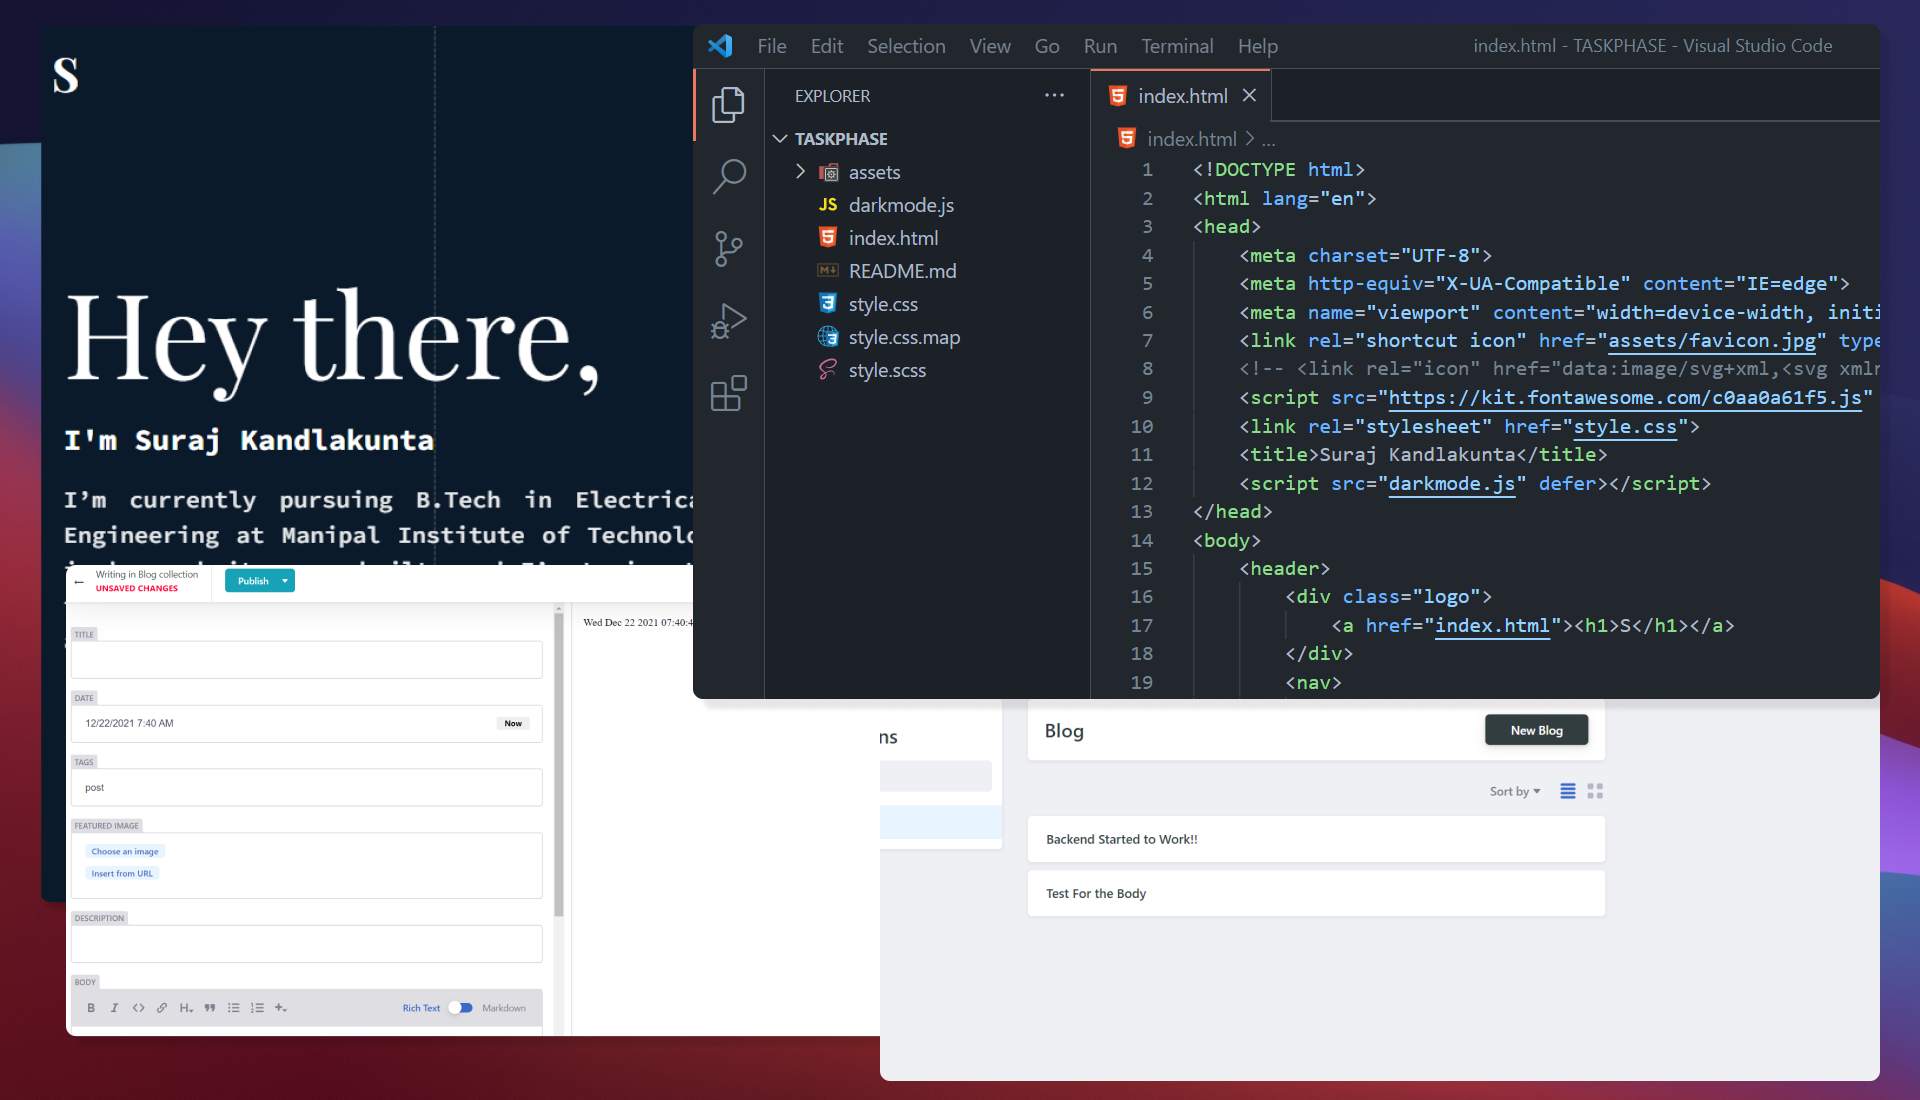 S
Hey there,
I'm Suraj Kandlakunta
I’m currently pursuing B.Tech in Electrica
Engineering at Manipal Institute of Technolo
File Edit Selection View Go Run Terminal Help
index.html - TASKPHASE - Visual Studio Code
EXPLORER
TASKPHASE
assets
JS darkmode.js
index.html
README.md
style.css
style.css.map
style.scss
index.html
index.html > ...
1 <!DOCTYPE html>
2 <html lang="en">
3 <head>
4 <meta charset="UTF-8">
5 <meta http-equiv="X-UA-Compatible" content="IE=edge">
6 <meta name="viewport" content="width=device-width, initi
7 <link rel="shortcut icon" href="assets/favicon.jpg" type
8 <!-- <link rel="icon" href="data:image/svg+xml,<svg xmln
9 <script src="https://kit.fontawesome.com/c0aa0a61f5.js"
10 <link rel="stylesheet" href="style.css">
11 <title>Suraj Kandlakunta</title>
12 <script src="darkmode.js" defer></script>
13 </head>
14 <body>
15 <header>
16 <div class="logo">
17 <a href="index.html"><h1>S</h1></a>
18 </div>
19 <nav>
Writing in Blog collection
UNSAVED CHANGES
Publish
TITLE
DATE
12/22/2021 7:40 AM
Now
TAGS
post
FEATURED IMAGE
Choose an image
Insert from URL
DESCRIPTION
BODY
B I <> H
Rich Text
Markdown
Wed Dec 22 2021 07:40:4
ns
Blog
New Blog
Sort by
Backend Started to Work!!
Test For the Body